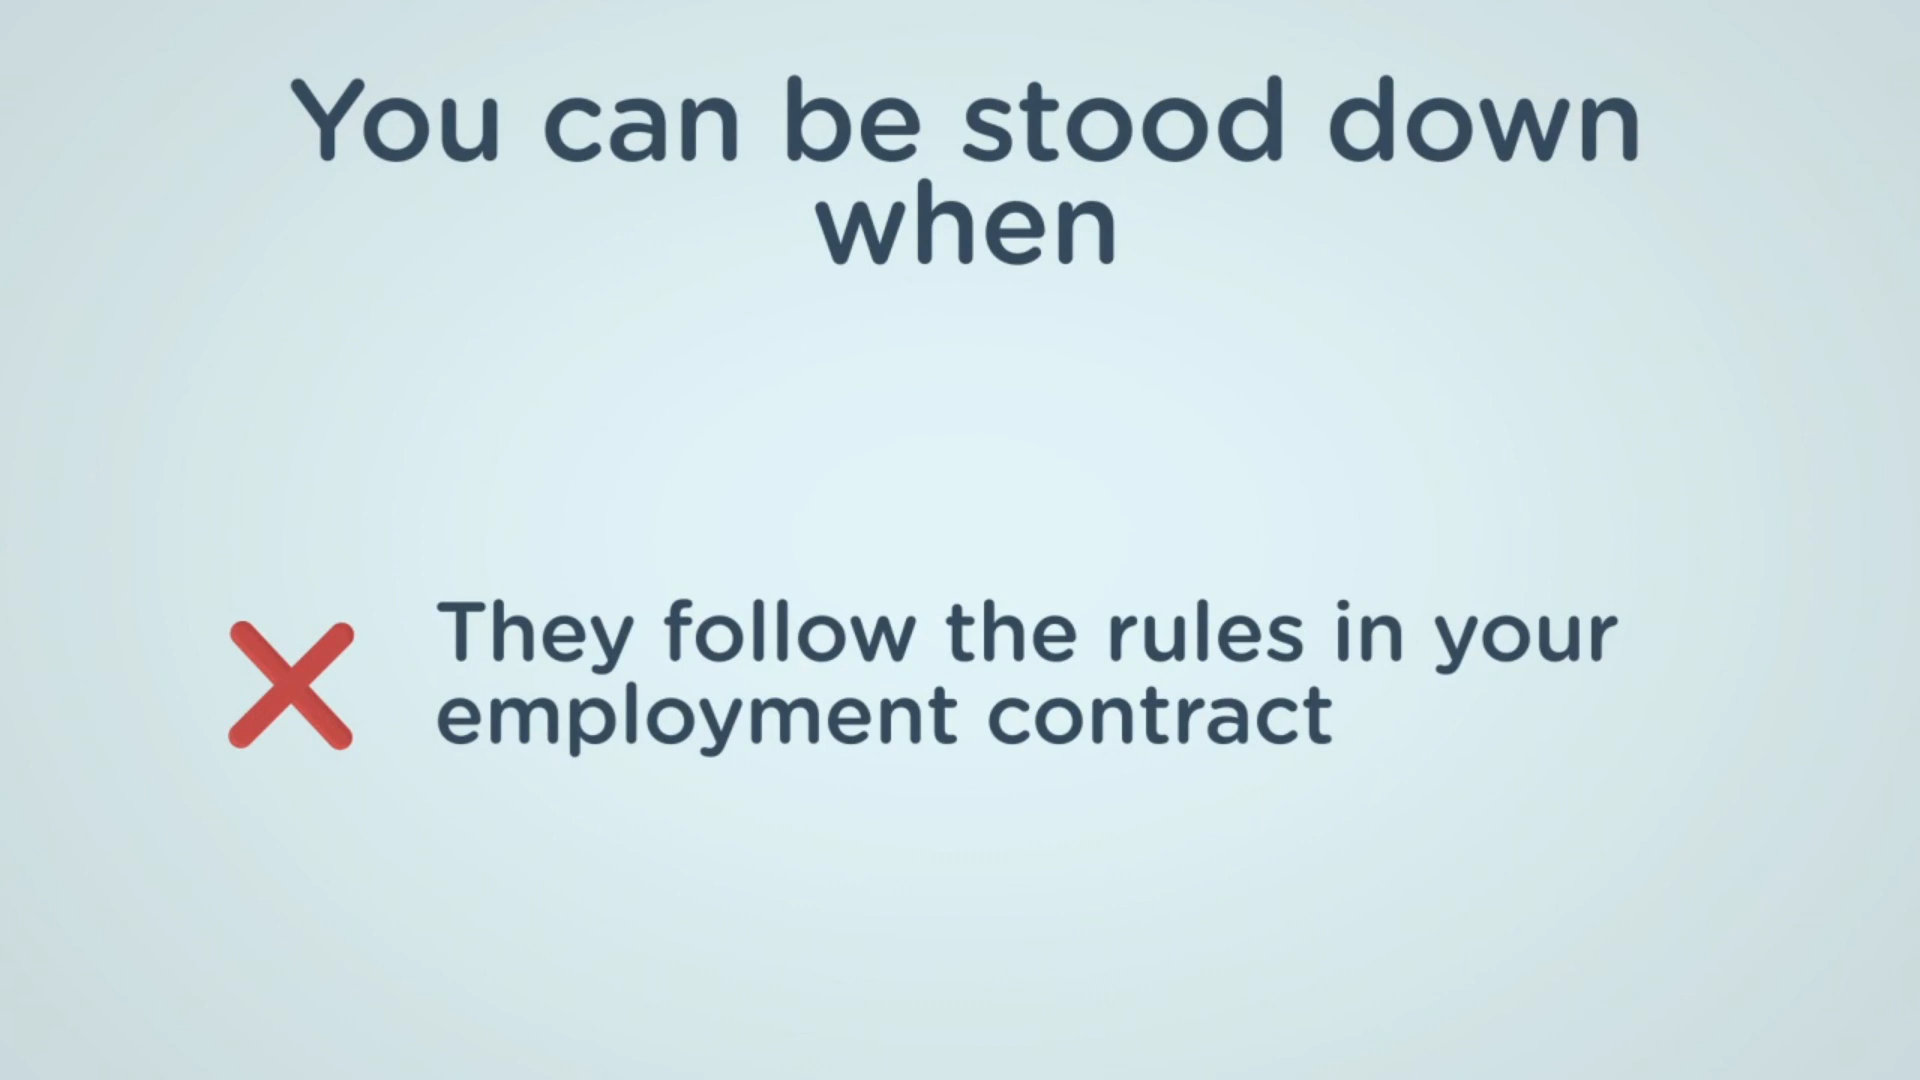 You can be stood down
when
They follow the rules in your
employment contract